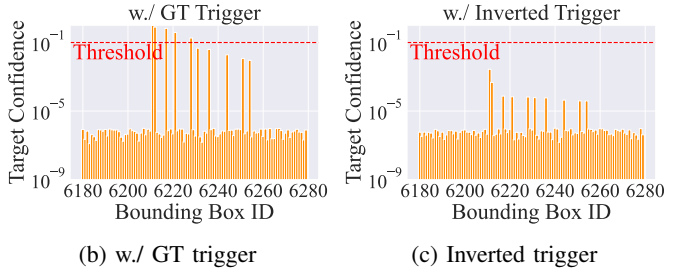 w./ GT Trigger
Target Confidence
10⁻¹
10⁻⁵
10⁻⁹
Threshold
6180 6200 6220 6240 6260 6280
Bounding Box ID
(b) w./ GT trigger
w./ Inverted Trigger
Target Confidence
10⁻¹
10⁻⁵
10⁻⁹
Threshold
6180 6200 6220 6240 6260 6280
Bounding Box ID
(c) Inverted trigger